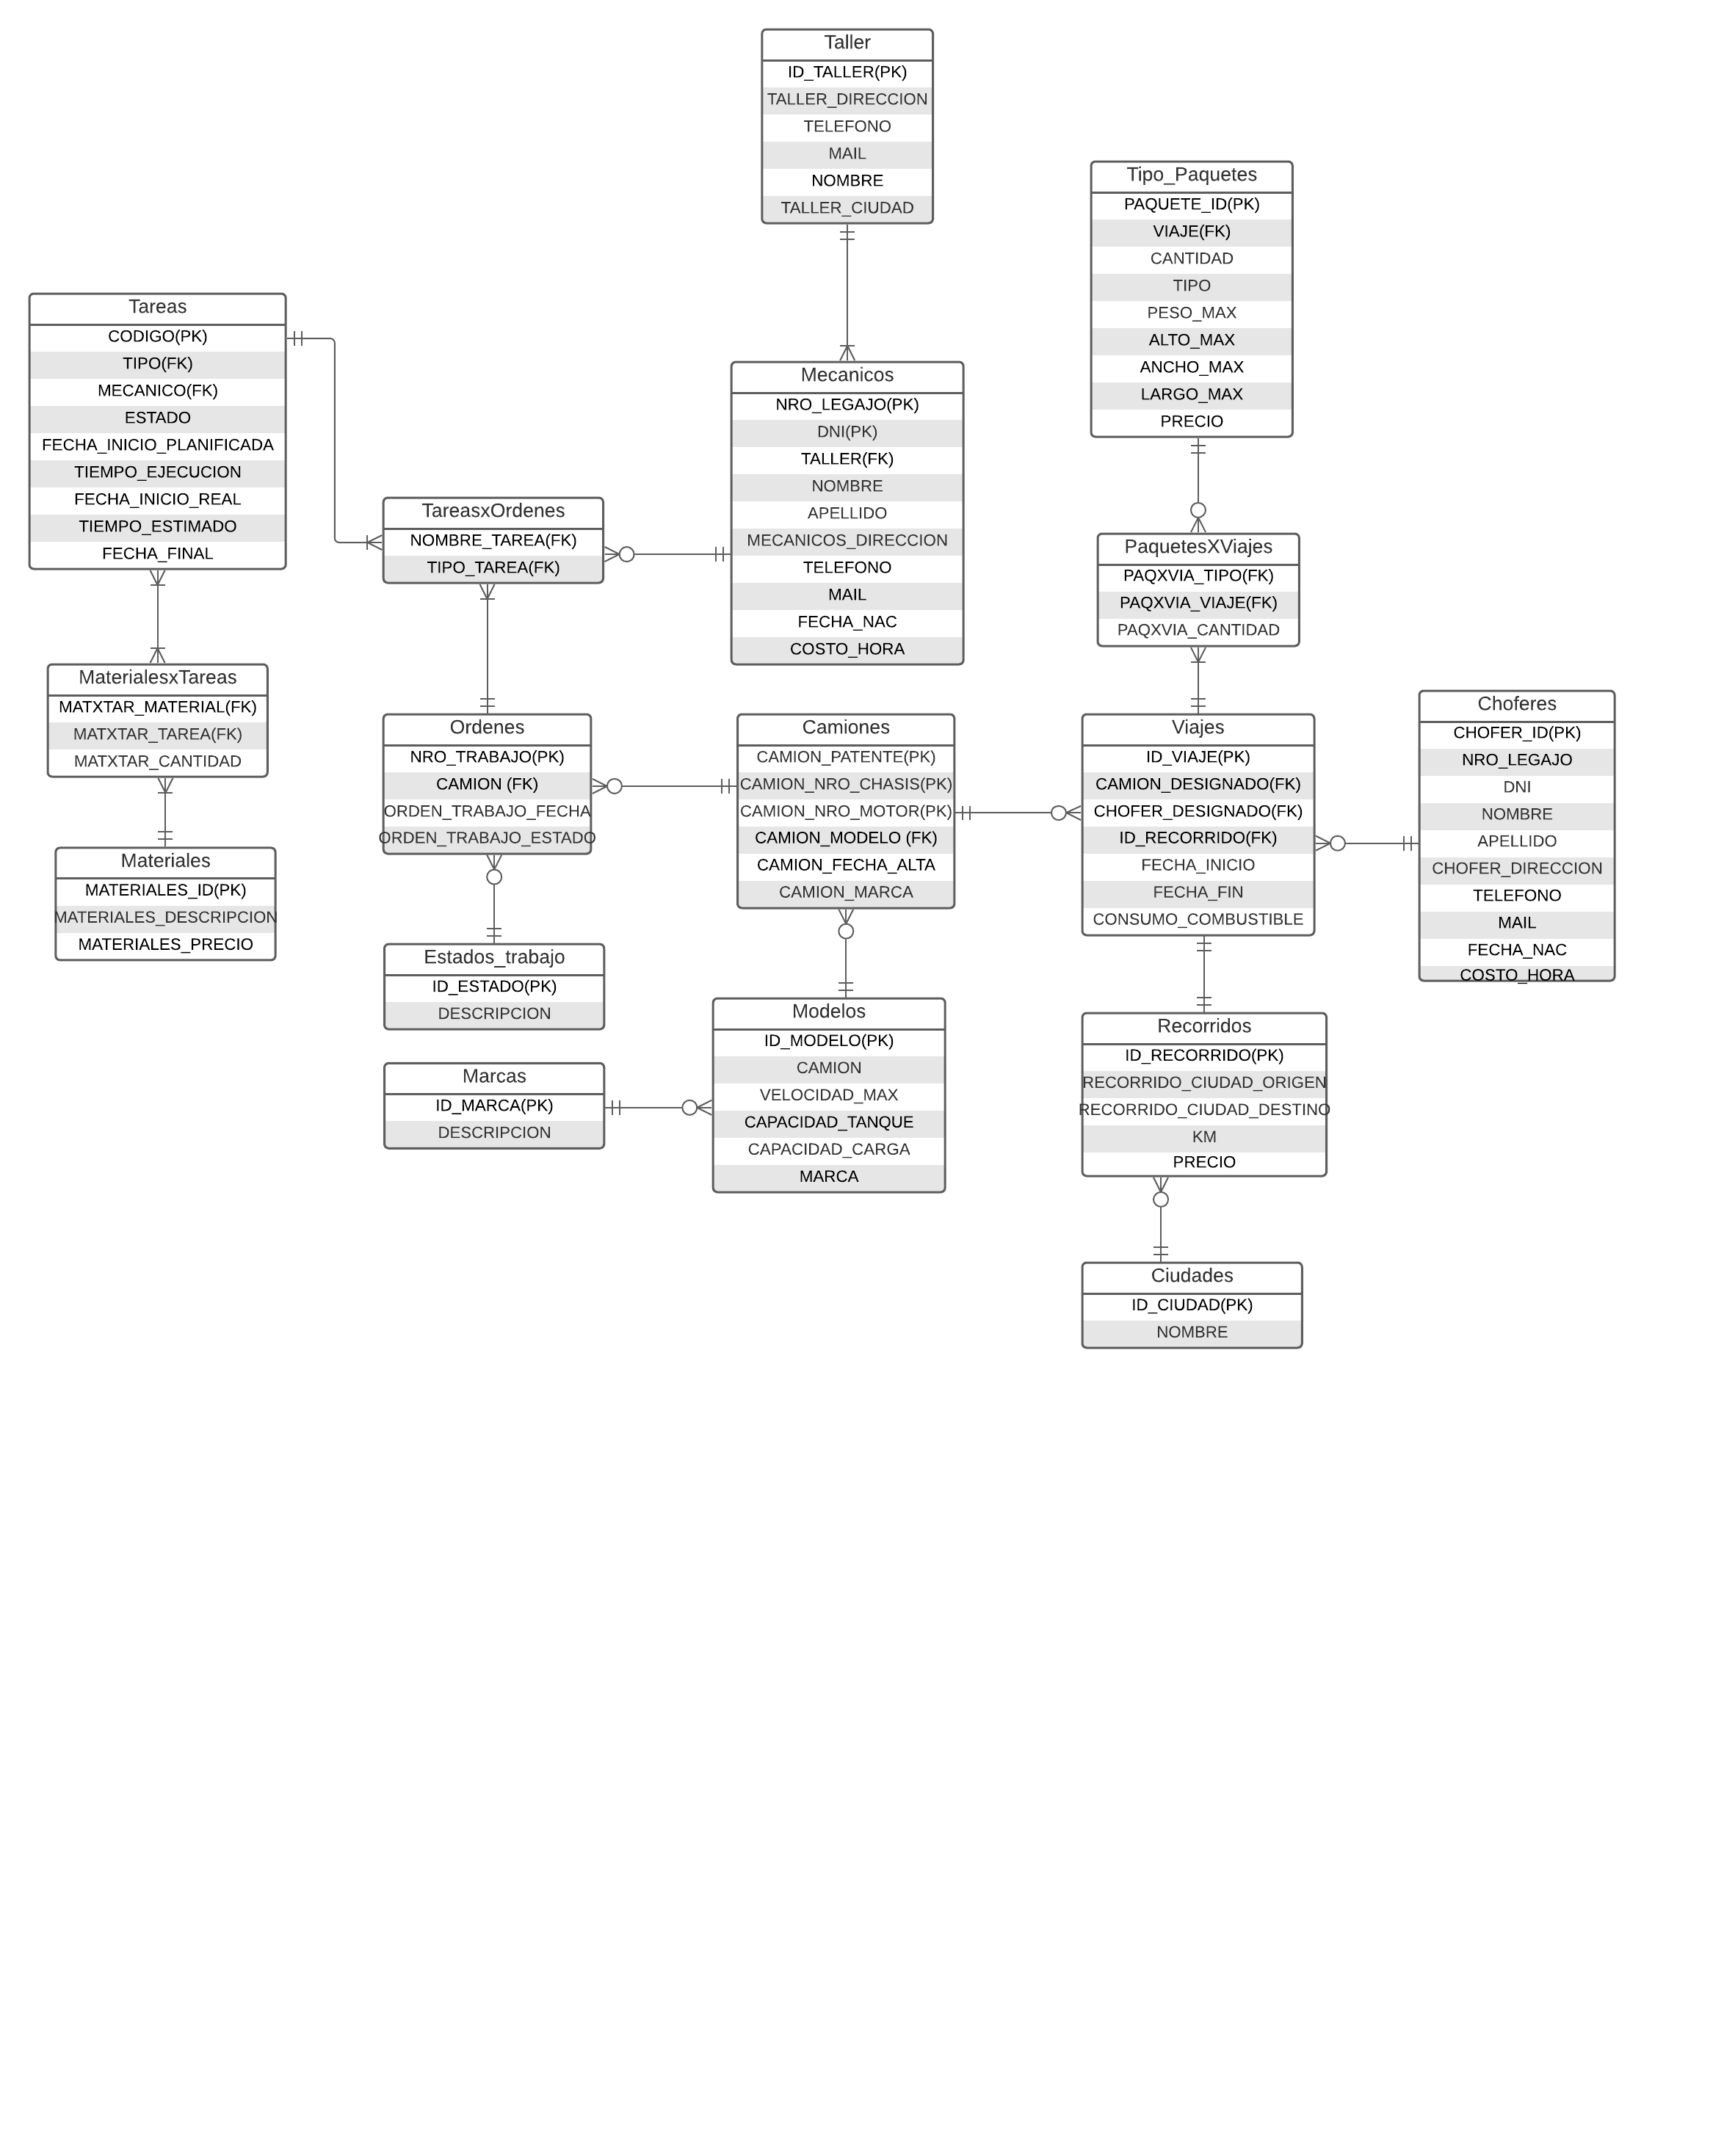 Taller
ID_TALLER(PK)
TALLER_DIRECCION
TELEFONO
MAIL
NOMBRE
TALLER_CIUDAD
Tipo_Paquetes
PAQUETE_ID(PK)
VIAJE(FK)
CANTIDAD
TIPO
PESO_MAX
ALTO_MAX
ANCHO_MAX
LARGO_MAX
PRECIO
Tareas
CODIGO(PK)
TIPO(FK)
MECANICO(FK)
ESTADO
FECHA_INICIO_PLANIFICADA
TIEMPO_EJECUCION
FECHA_INICIO_REAL
TIEMPO_ESTIMADO
FECHA_FINAL
Mecanicos
NRO_LEGAJO(PK)
DNI(PK)
TALLER(FK)
NOMBRE
APELLIDO
MECANICOS_DIRECCION
TELEFONO
MAIL
FECHA_NAC
COSTO_HORA
TareasxOrdenes
NOMBRE_TAREA(FK)
TIPO_TAREA(FK)
PaquetesXViajes
PAQXVIA_TIPO(FK)
PAQXVIA_VIAJE(FK)
PAQXVIA_CANTIDAD
MaterialesxTareas
MATXTAR_MATERIAL(FK)
MATXTAR_TAREA(FK)
MATXTAR_CANTIDAD
Ordenes
NRO_TRABAJO(PK)
CAMION (FK)
ORDEN_TRABAJO_FECHA
ORDEN_TRABAJO_ESTADO
Camiones
CAMION_PATENTE(PK)
CAMION_NRO_CHASIS(PK)
CAMION_NRO_MOTOR(PK)
CAMION_MODELO (FK)
CAMION_FECHA_ALTA
CAMION_MARCA
Viajes
ID_VIAJE(PK)
CAMION_DESIGNADO(FK)
CHOFER_DESIGNADO(FK)
ID_RECORRIDO(FK)
FECHA_INICIO
FECHA_FIN
CONSUMO_COMBUSTIBLE
Choferes
CHOFER_ID(PK)
NRO_LEGAJO
DNI
NOMBRE
APELLIDO
CHOFER_DIRECCION
TELEFONO
MAIL
FECHA_NAC
COSTO_HORA
Materiales
MATERIALES_ID(PK)
MATERIALES_DESCRIPCION
MATERIALES_PRECIO
Estados_trabajo
ID_ESTADO(PK)
DESCRIPCION
Marcas
ID_MARCA(PK)
DESCRIPCION
Modelos
ID_MODELO(PK)
CAMION
VELOCIDAD_MAX
CAPACIDAD_TANQUE
CAPACIDAD_CARGA
MARCA
Recorridos
ID_RECORRIDO(PK)
RECORRIDO_CIUDAD_ORIGEN
RECORRIDO_CIUDAD_DESTINO
KM
PRECIO
Ciudades
ID_CIUDAD(PK)
NOMBRE